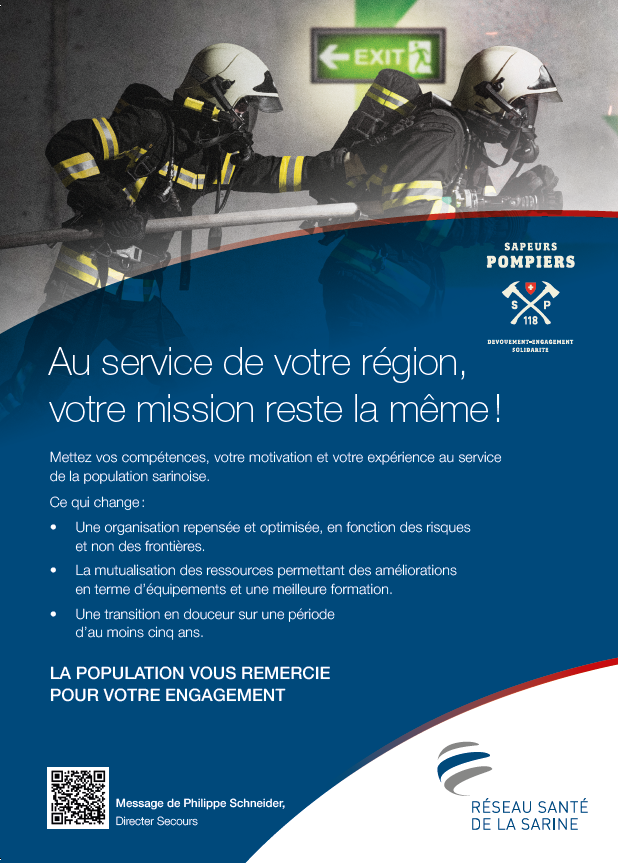 EXIT
SAPEURS
POMPIERS
S P
118
DEVOUEMENT-ENGAGEMENT
SOLIDARITE
Au service de votre région,
votre mission reste la même !
Mettez vos compétences, votre motivation et votre expérience au service
de la population sarinoise.
Ce qui change :
• Une organisation repensée et optimisée, en fonction des risques
et non des frontières.
• La mutualisation des ressources permettant des améliorations
en terme d'équipements et une meilleure formation.
• Une transition en douceur sur une période
d'au moins cinq ans.
LA POPULATION VOUS REMERCIE
POUR VOTRE ENGAGEMENT
Message de Philippe Schneider,
Directer Secours
RÉSEAU SANTÉ
DE LA SARINE